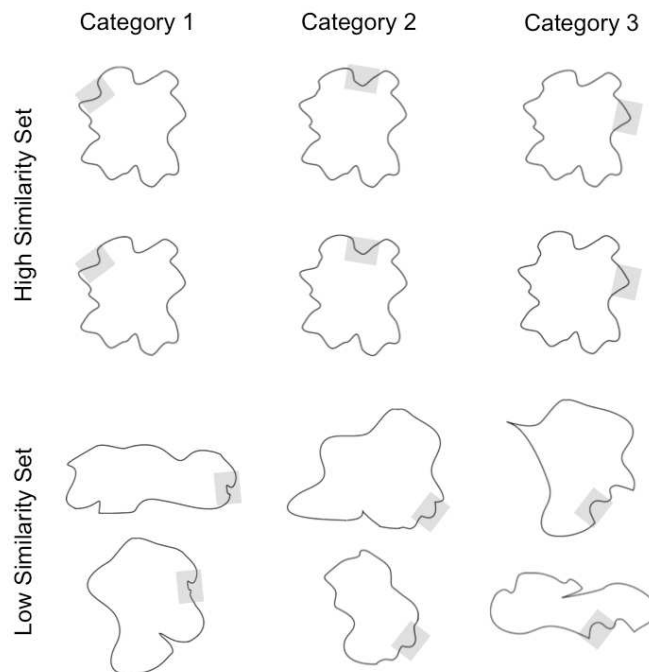 Category 1
Category 2
Category 3
High Similarity Set
Low Similarity Set